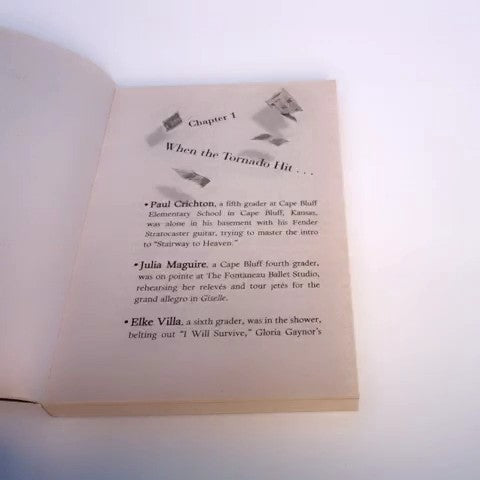 Chapter 1
When the Tornado Hit . . .
• Paul Crichton, a fifth grader at Cape Bluff
Elementary School in Cape Bluff, Kansas,
was alone in his basement with his Fender
Stratocaster guitar, trying to master the intro
to “Stairway to Heaven.”
• Julia Maguire, a Cape Bluff fourth grader,
was on pointe at The Fontaneau Ballet Studio,
rehearsing her relevés and tour jetés for the
grand allegro in Giselle.
• Elke Villa, a sixth grader, was in the shower,
belting out “I Will Survive,” Gloria Gaynor’s